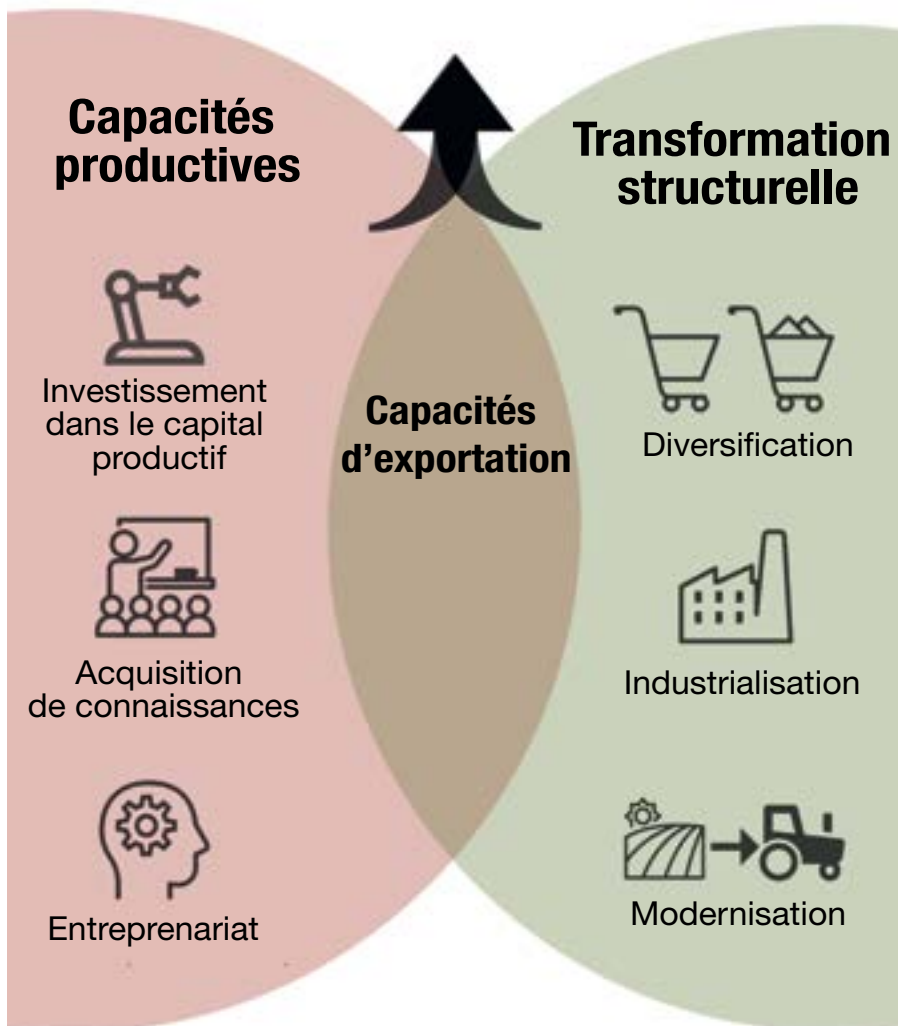 Capacités
productives
Investissement
dans le capital
productif
Acquisition
de connaissances
Entreprenariat
Capacités
d'exportation
Transformation
structurelle
Diversification
Industrialisation
Modernisation